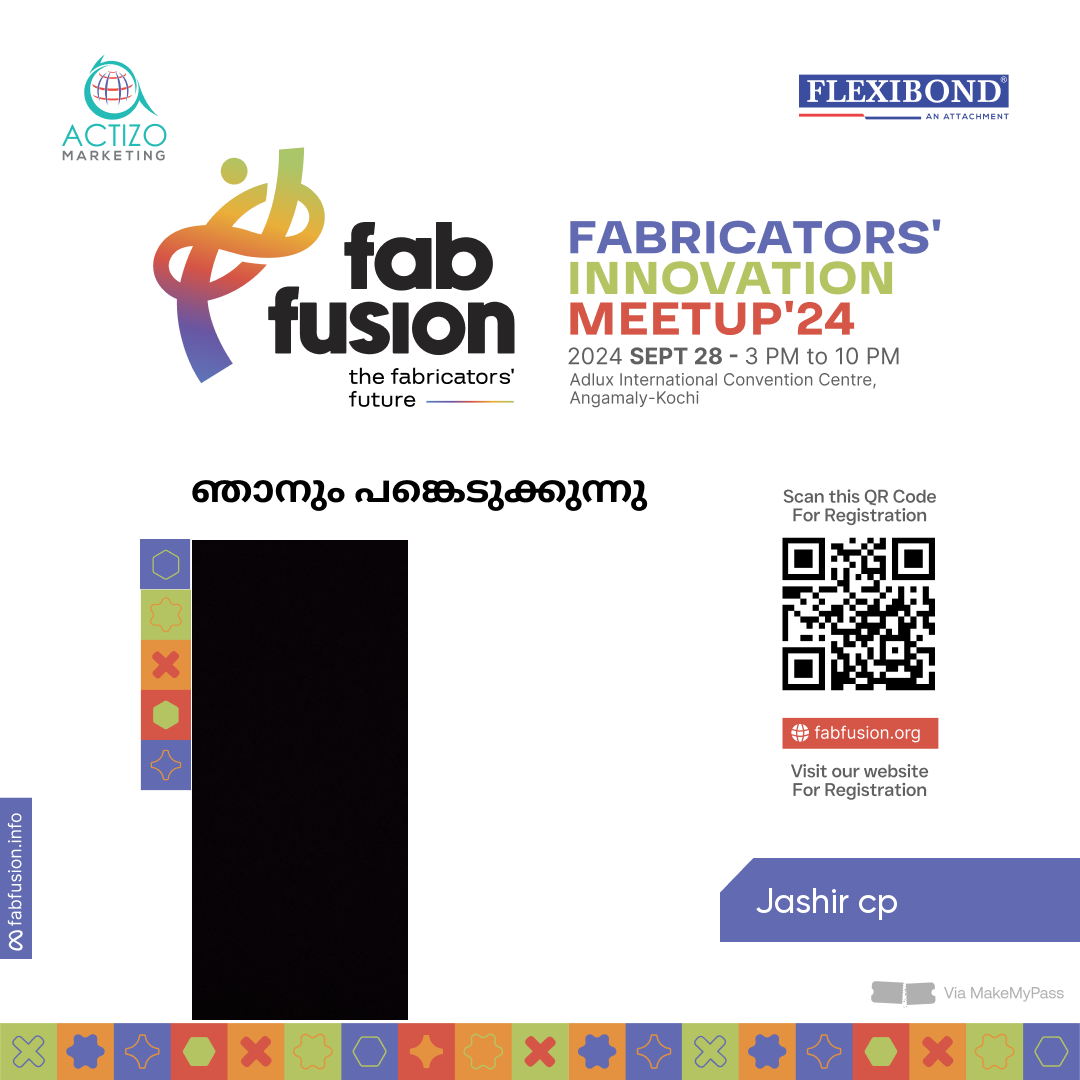 ACTIZO
MARKETING
FLEXIBOND®
AN ATTACHMENT
fab
fusion
the fabricators'
future
FABRICATORS'
INNOVATION
MEETUP'24
2024 SEPT 28 - 3 PM to 10 PM
Adlux International Convention Centre,
Angamaly-Kochi
ഞാനും പങ്കെടുക്കുന്നു
Scan this QR Code
For Registration
fabfusion.org
Visit our website
For Registration
fabfusion.info
Jashir cp
Via MakeMyPass